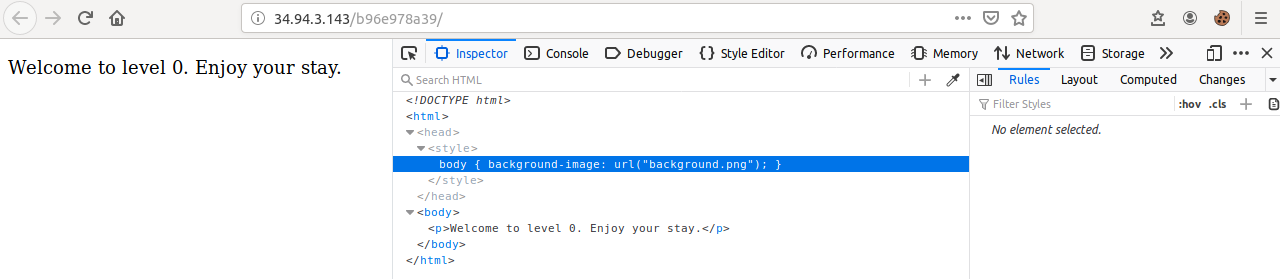 34.94.3.143/b96e978a39/
Welcome to level 0. Enjoy your stay.
Inspector Console Debugger Style Editor Performance Memory Network Storage
Search HTML
<!DOCTYPE html>
<html>
<head>
<style>
body { background-image: url("background.png"); }
</style>
</head>
<body>
<p>Welcome to level 0. Enjoy your stay.</p>
</body>
</html>
Rules Layout Computed Changes
Filter Styles :hov .cls
No element selected.